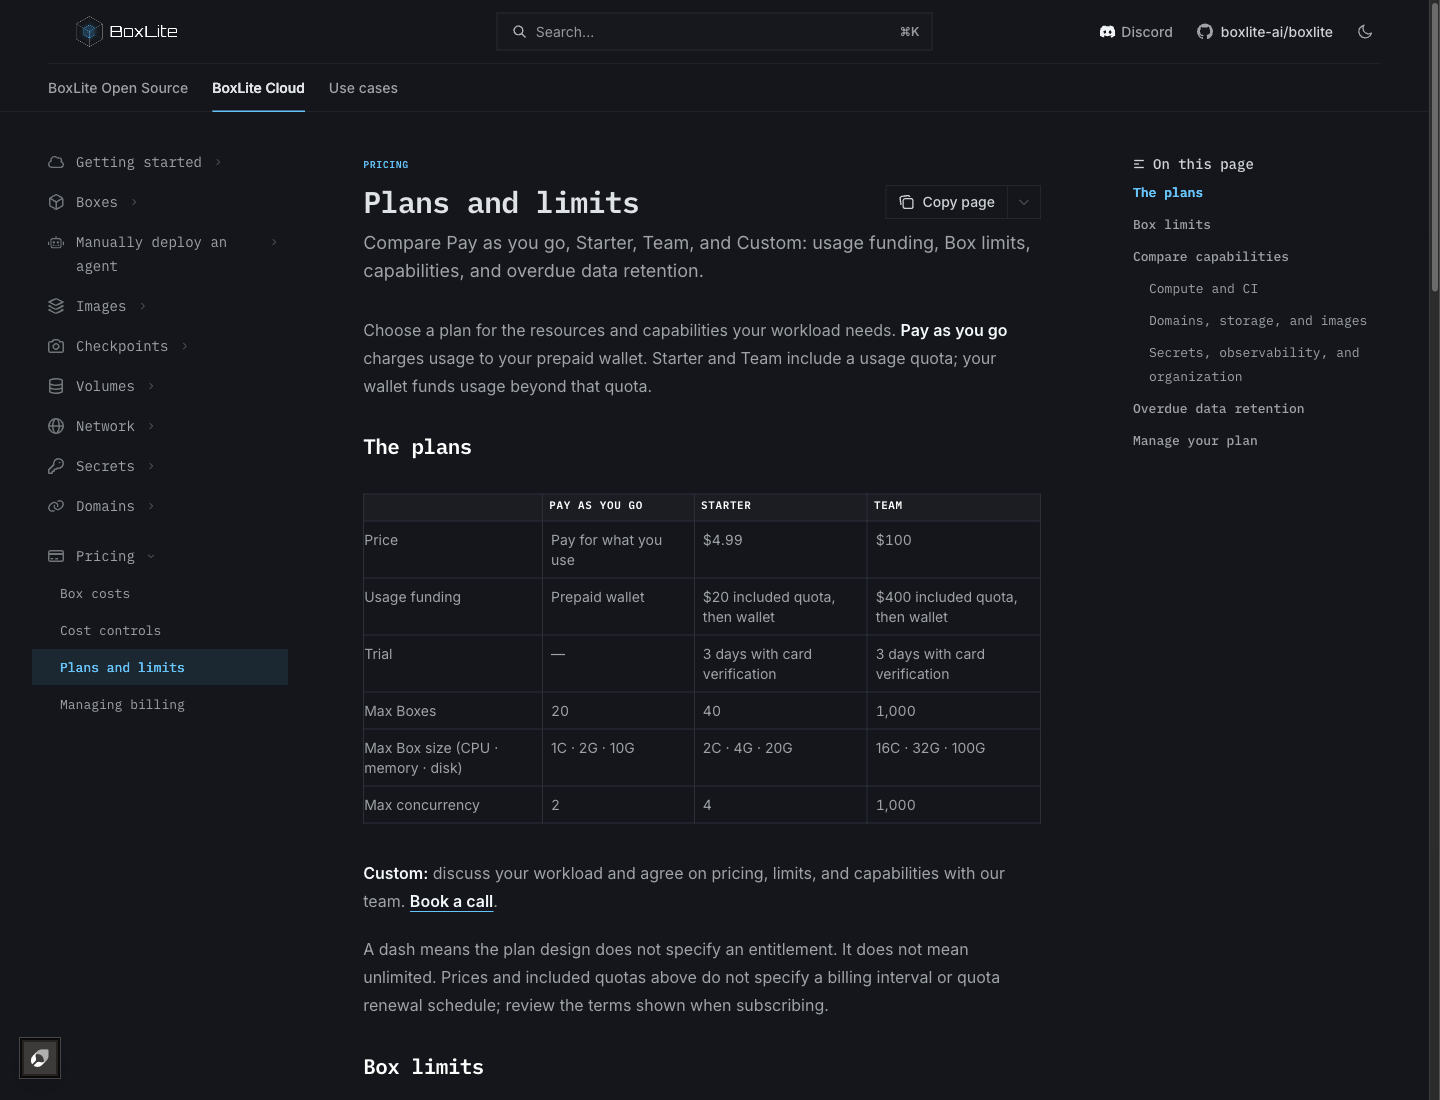 BoxLite
Search...
⌘K
Discord
boxlite-ai/boxlite
BoxLite Open Source
BoxLite Cloud
Use cases
Getting started
Boxes
Manually deploy an
agent
Images
Checkpoints
Volumes
Network
Secrets
Domains
Pricing
Box costs
Cost controls
Plans and limits
Managing billing
PRICING
Plans and limits
Copy page
Compare Pay as you go, Starter, Team, and Custom: usage funding, Box limits,
capabilities, and overdue data retention.
Choose a plan for the resources and capabilities your workload needs. Pay as you go
charges usage to your prepaid wallet. Starter and Team include a usage quota; your
wallet funds usage beyond that quota.
The plans
PAY AS YOU GO STARTER TEAM
Price Pay for what you $4.99 $100
use
Usage funding Prepaid wallet $20 included quota, $400 included quota,
then wallet then wallet
Trial — 3 days with card 3 days with card
verification verification
Max Boxes 20 40 1,000
Max Box size (CPU · 1C · 2G · 10G 2C · 4G · 20G 16C · 32G · 100G
memory · disk)
Max concurrency 2 4 1,000
Custom: discuss your workload and agree on pricing, limits, and capabilities with our
team. Book a call.
A dash means the plan design does not specify an entitlement. It does not mean
unlimited. Prices and included quotas above do not specify a billing interval or quota
renewal schedule; review the terms shown when subscribing.
Box limits
On this page
The plans
Box limits
Compare capabilities
Compute and CI
Domains, storage, and images
Secrets, observability, and
organization
Overdue data retention
Manage your plan